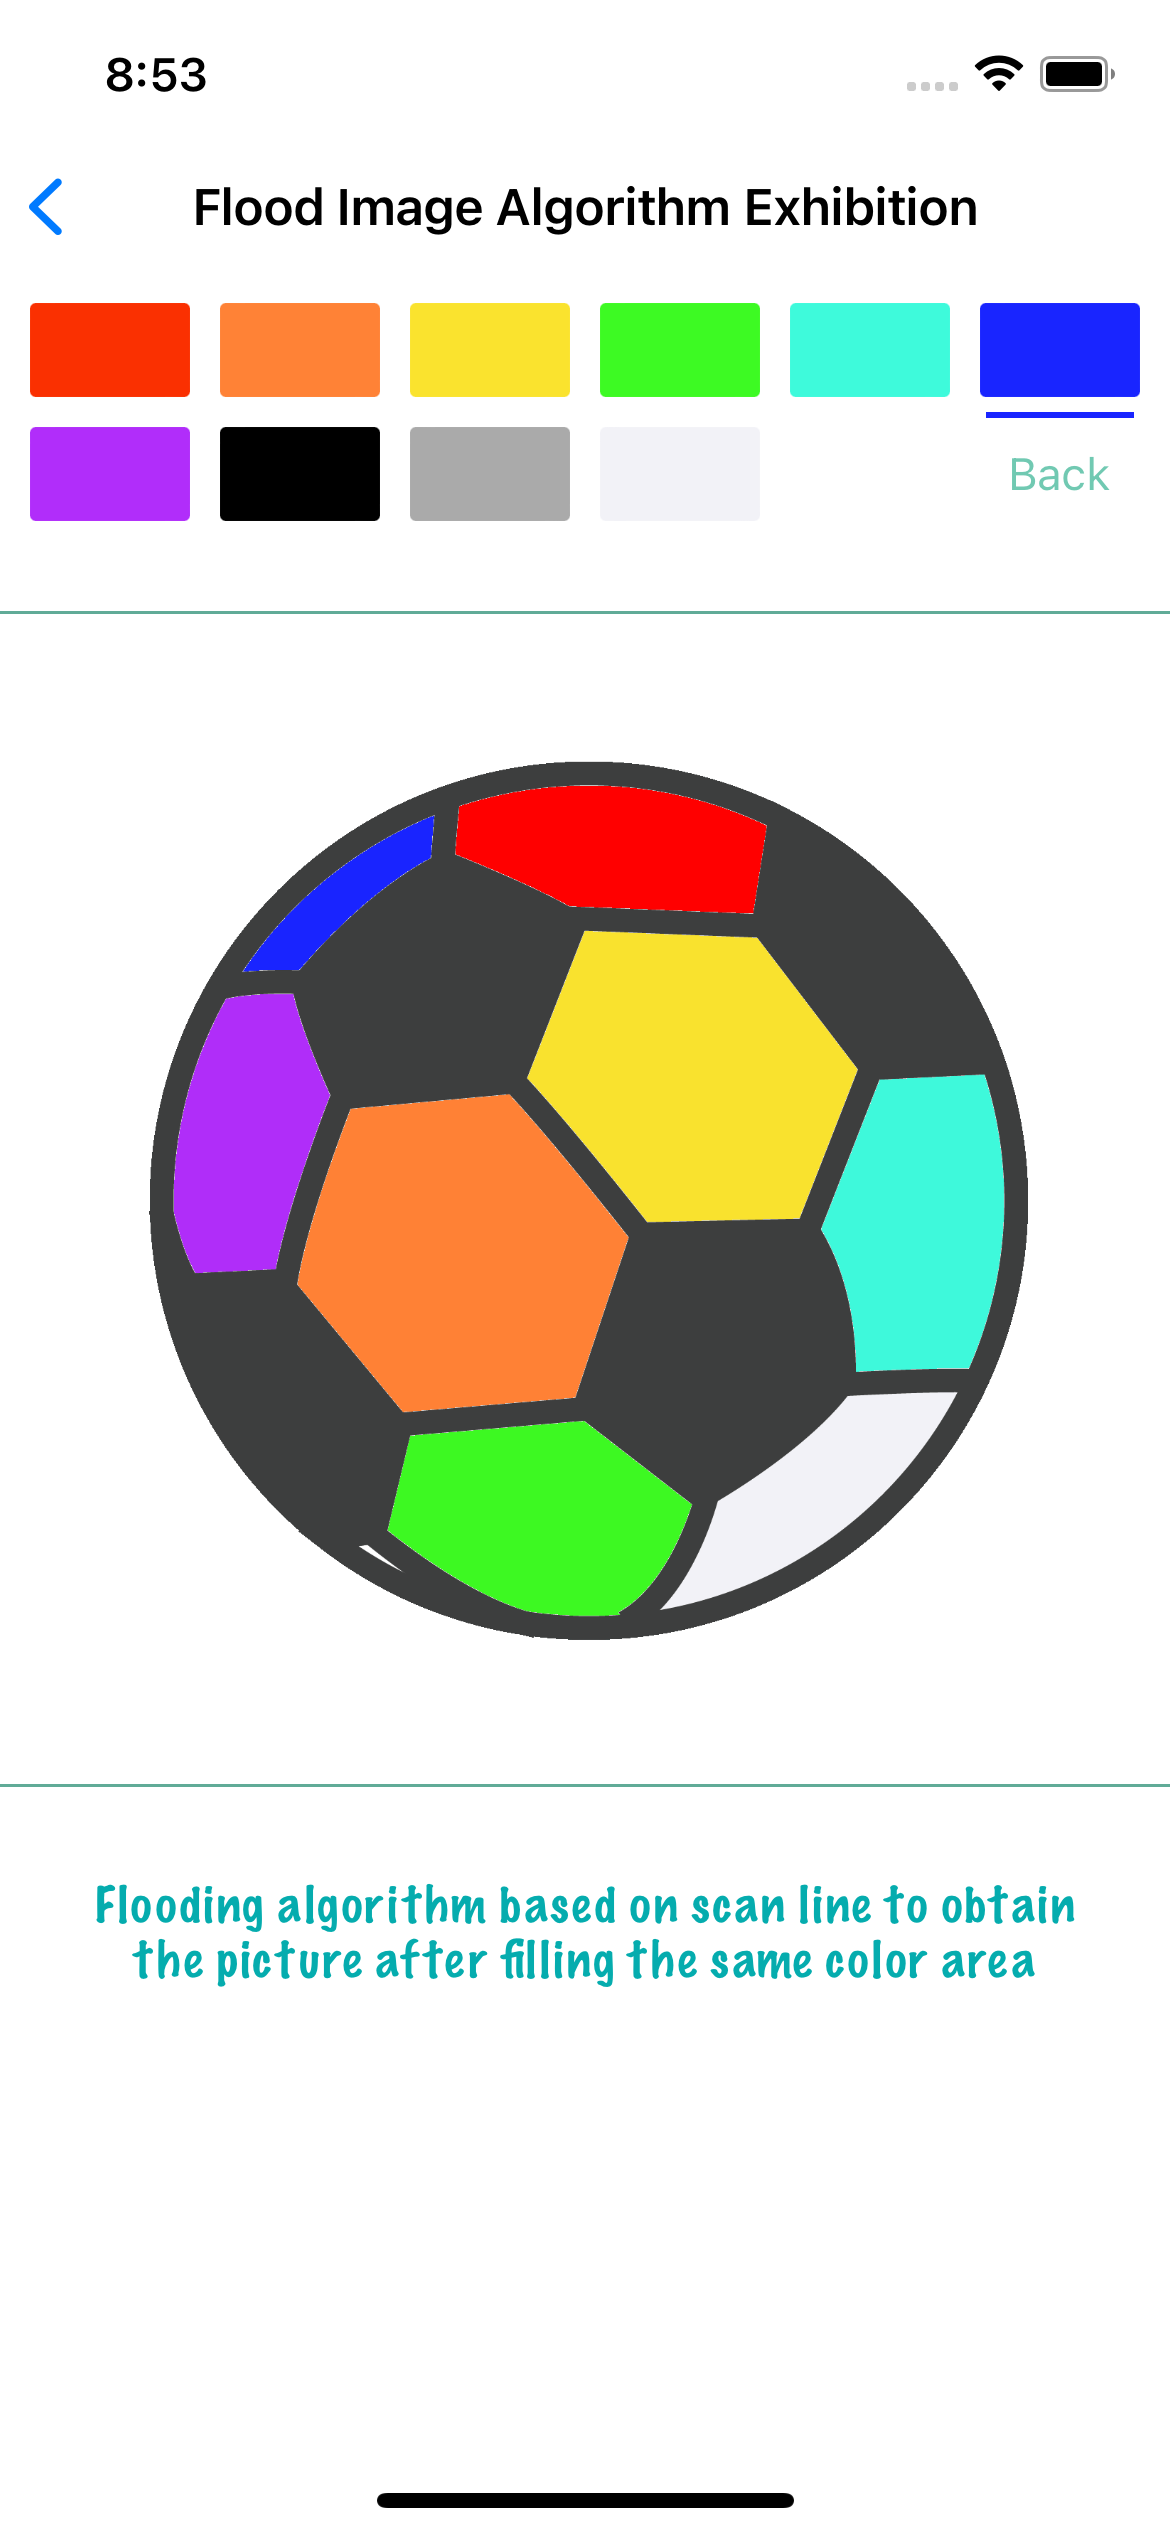 8:53
Flood Image Algorithm Exhibition
Back
Flooding algorithm based on scan line to obtain
the picture after filling the same color area